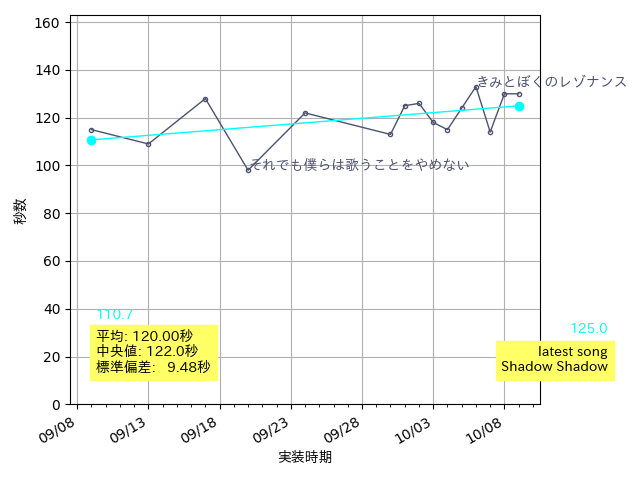 160
140
120
100
80
60
40
20
0
秒数
きみとぼくのレゾナンス
それでも僕らは歌うことをやめない
110.7
平均: 120.00秒
中央値: 122.0秒
標準偏差: 9.48秒
125.0
latest song
Shadow Shadow
09/08
09/13
09/18
09/23
09/28
10/03
10/08
実装時期